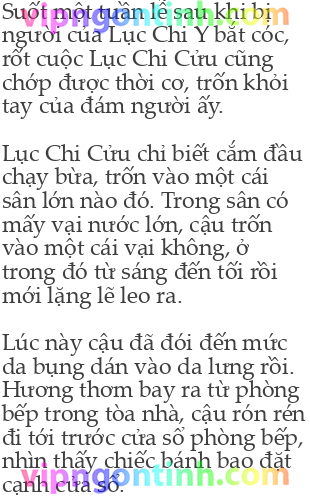 Suốt một tuần lễ sau khi bị
người của Lục Chi Y bắt cóc,
rốt cuộc Lục Chi Cửu cũng
chớp được thời cơ, trốn khỏi
tay của đám người ấy.
Lục Chi Cửu chỉ biết cắm đầu
chạy bừa, trốn vào một cái
sân lớn nào đó. Trong sân có
mấy vại nước lớn, cậu trốn
vào một cái vại không, ở
trong đó từ sáng đến tối rồi
mới lặng lẽ leo ra.
Lúc này cậu đã đói đến mức
da bụng dán vào da lưng rồi.
Hương thơm bay ra từ phòng
bếp trong tòa nhà, cậu rón rén
đi tới trước cửa sổ phòng bếp,
nhìn thấy chiếc bánh bao đặt
cạnh cửa sổ.
vipngontinh.com
vipngontinh.com